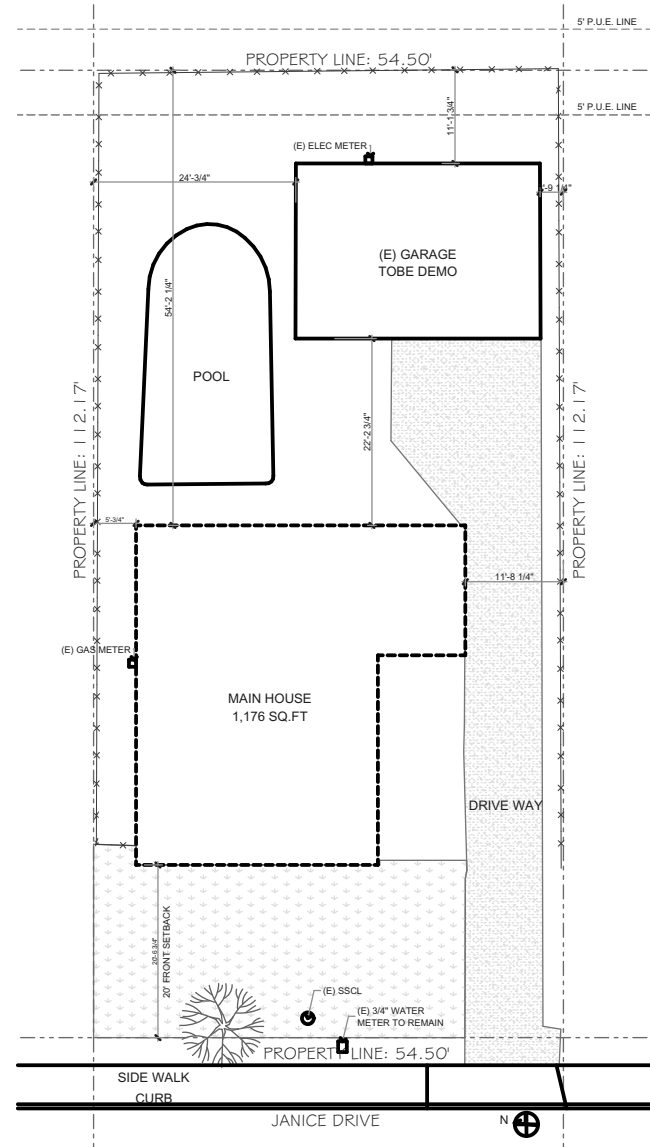 5' P.U.E. LINE
PROPERTY LINE: 54.50'
5' P.U.E. LINE
11'-1 3/4"
(E) ELEC METER
24'-3/4"
'-9 1/4"
(E) GARAGE
TOBE DEMO
54'-2 1/4"
POOL
22'-2 3/4"
PROPERTY LINE: 112.17'
PROPERTY LINE: 112.17'
5'-3/4"
11'-8 1/4"
(E) GAS METER
MAIN HOUSE
1,176 SQ.FT
DRIVE WAY
20'-6 3/4"
20' FRONT SETBACK
(E) SSCL
(E) 3/4" WATER
METER TO REMAIN
PROPERTY LINE: 54.50'
SIDE WALK
CURB
JANICE DRIVE
N